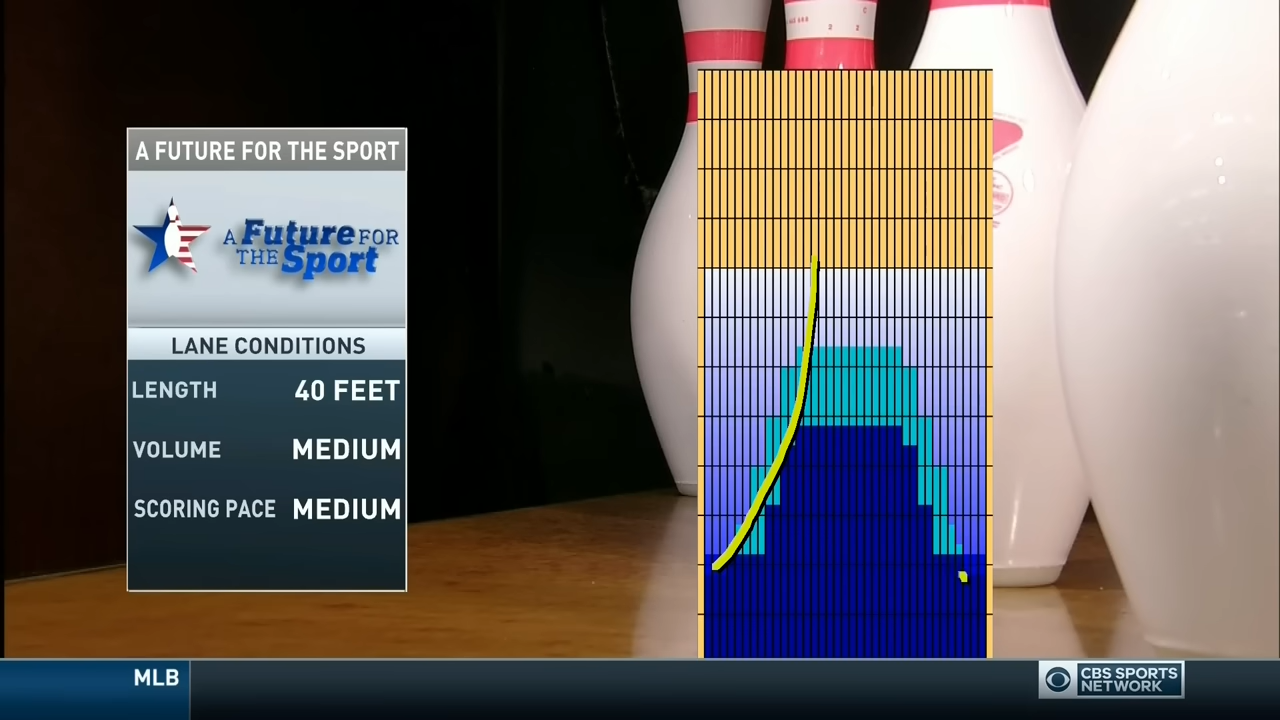 A FUTURE FOR THE SPORT
A Future FOR
THE Sport
LANE CONDITIONS
LENGTH 40 FEET
VOLUME MEDIUM
SCORING PACE MEDIUM
MLB
CBS SPORTS
NETWORK